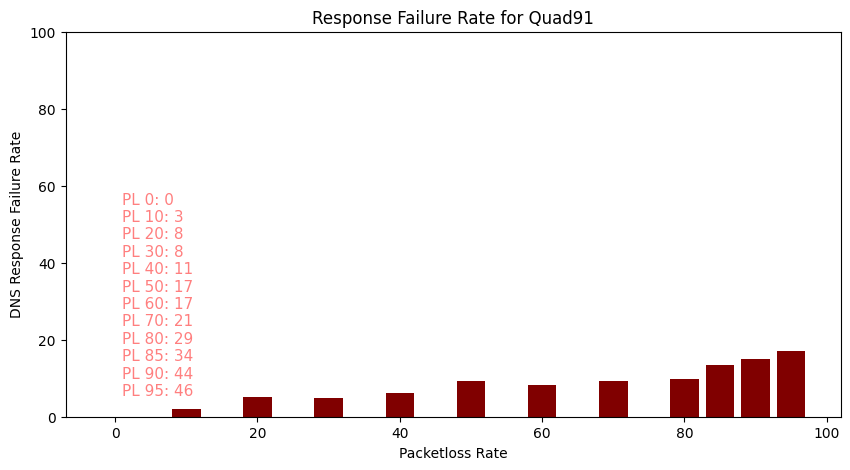 Response Failure Rate for Quad91
100
80
60
40
20
0
DNS Response Failure Rate
PL 0: 0
PL 10: 3
PL 20: 8
PL 30: 8
PL 40: 11
PL 50: 17
PL 60: 17
PL 70: 21
PL 80: 29
PL 85: 34
PL 90: 44
PL 95: 46
0 20 40 60 80 100
Packetloss Rate